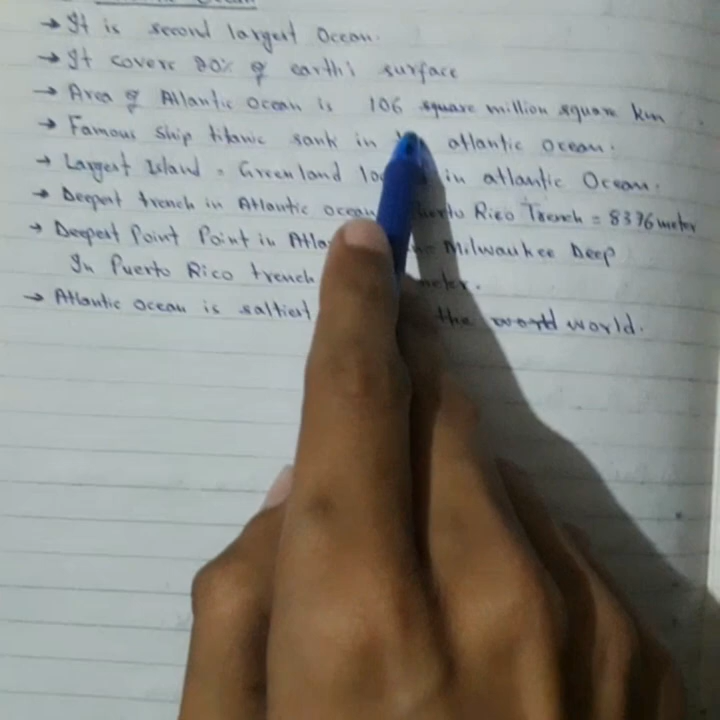 → It is second largest Ocean.
→ It covers 20% of earth's surface
→ Area of Atlantic Ocean is 106 square million square km
→ Famous ship titanic sank in atlantic Ocean.
→ Largest Island = Greenland in atlantic Ocean.
→ Deepest trench in Atlantic ocean Rico Trench = 8376 meter
→ Deepest Point Point in Milwaukee Deep
In Puerto Rico trench meter.
→ Atlantic ocean is saltiest the world world.